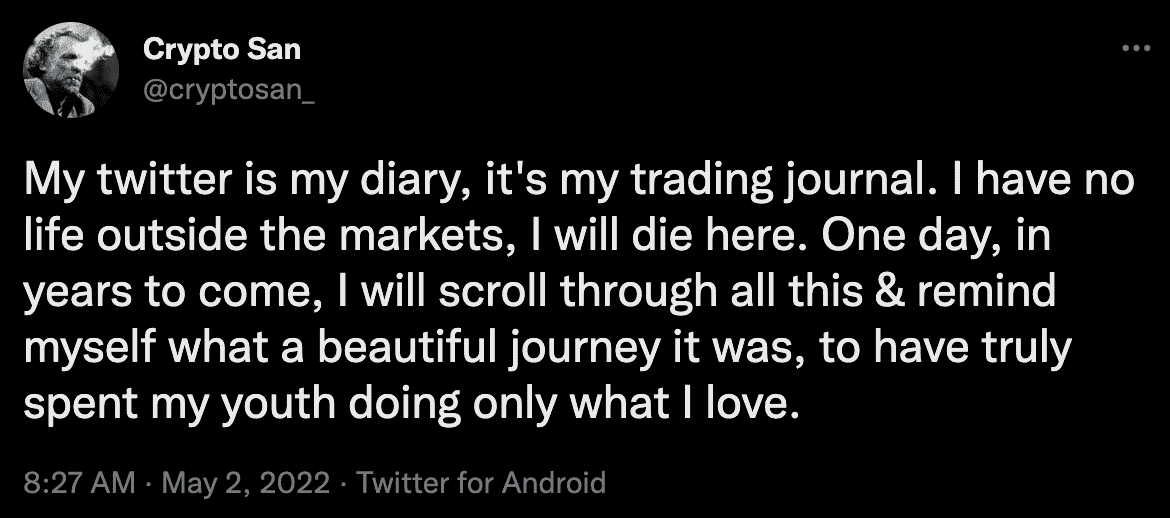 Crypto San
@cryptosan_
My twitter is my diary, it's my trading journal. I have no
life outside the markets, I will die here. One day, in
years to come, I will scroll through all this & remind
myself what a beautiful journey it was, to have truly
spent my youth doing only what I love.
8:27 AM · May 2, 2022 · Twitter for Android